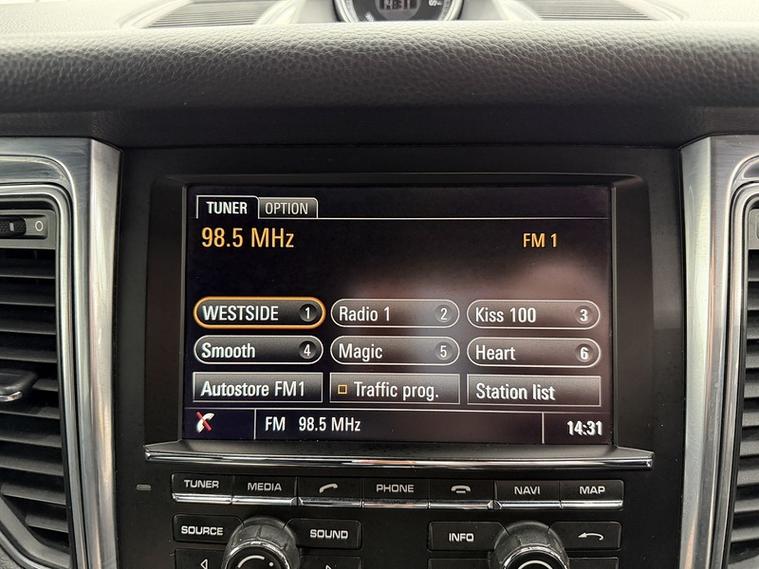 TUNER OPTION
98.5 MHz FM 1
WESTSIDE 1 Radio 1 2 Kiss 100 3
Smooth 4 Magic 5 Heart 6
Autostore FM1 Traffic prog. Station list
FM 98.5 MHz 14:31
TUNER MEDIA PHONE NAVI MAP
SOURCE SOUND INFO